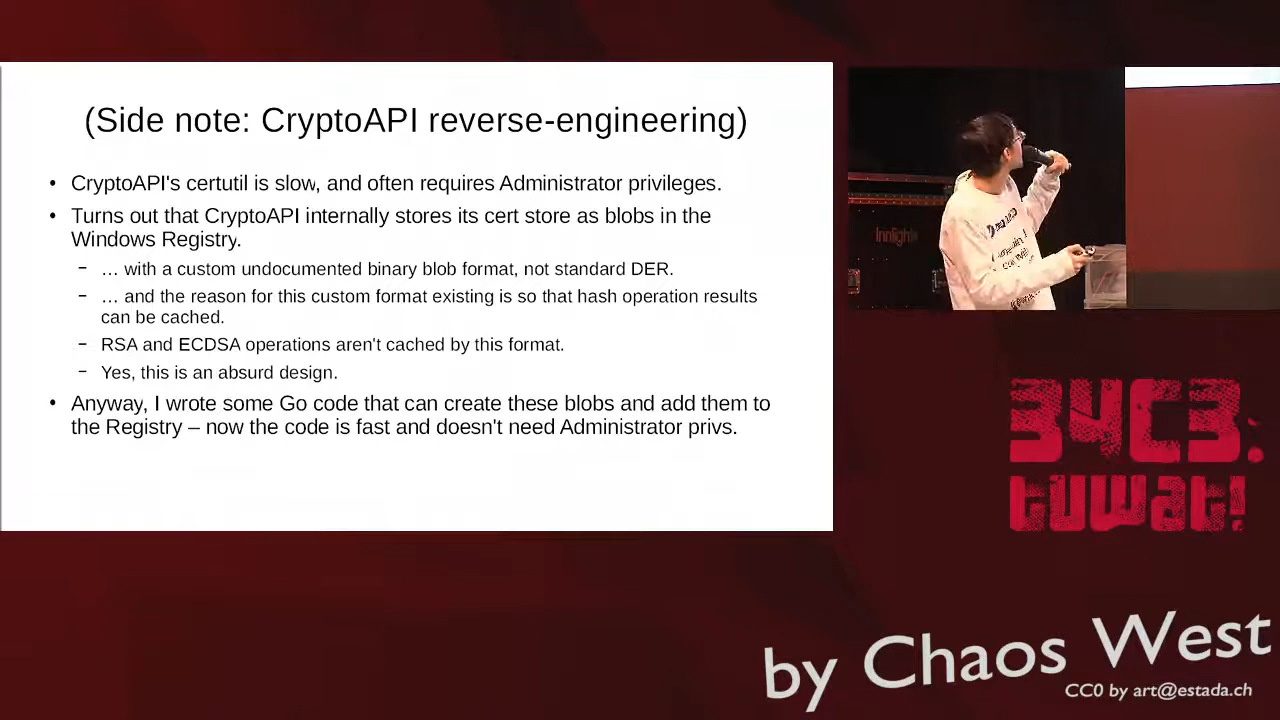 (Side note: CryptoAPI reverse-engineering)
• CryptoAPI's certutil is slow, and often requires Administrator privileges.
• Turns out that CryptoAPI internally stores its cert store as blobs in the
Windows Registry.
– … with a custom undocumented binary blob format, not standard DER.
– … and the reason for this custom format existing is so that hash operation results
can be cached.
– RSA and ECDSA operations aren't cached by this format.
– Yes, this is an absurd design.
• Anyway, I wrote some Go code that can create these blobs and add them to
the Registry – now the code is fast and doesn't need Administrator privs.
34C3:
tuwat!
by Chaos West
CC0 by art@estada.ch